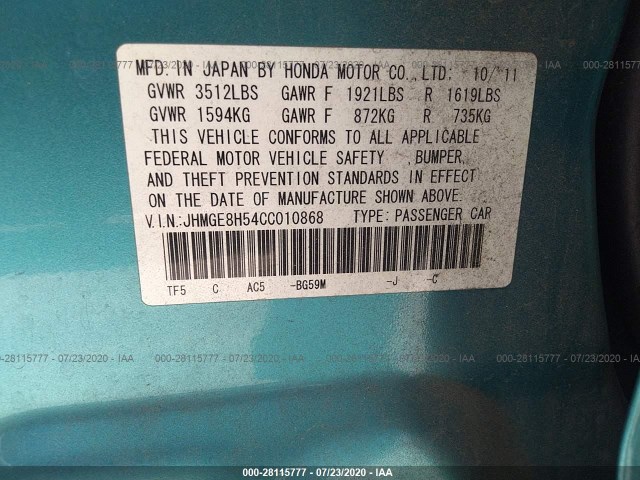 MFD. IN JAPAN BY HONDA MOTOR CO., LTD. 10/'11
GVWR 3512LBS GAWR F 1921LBS R 1619LBS
GVWR 1594KG GAWR F 872KG R 735KG
THIS VEHICLE CONFORMS TO ALL APPLICABLE
FEDERAL MOTOR VEHICLE SAFETY ,BUMPER,
AND THEFT PREVENTION STANDARDS IN EFFECT
ON THE DATE OF MANUFACTURE SHOWN ABOVE.
V.I.N.:JHMGE8H54CC010868 TYPE: PASSENGER CAR
TF5 C AC5 -BG59M -J -C
000-28115777 - 07/23/2020 - IAA